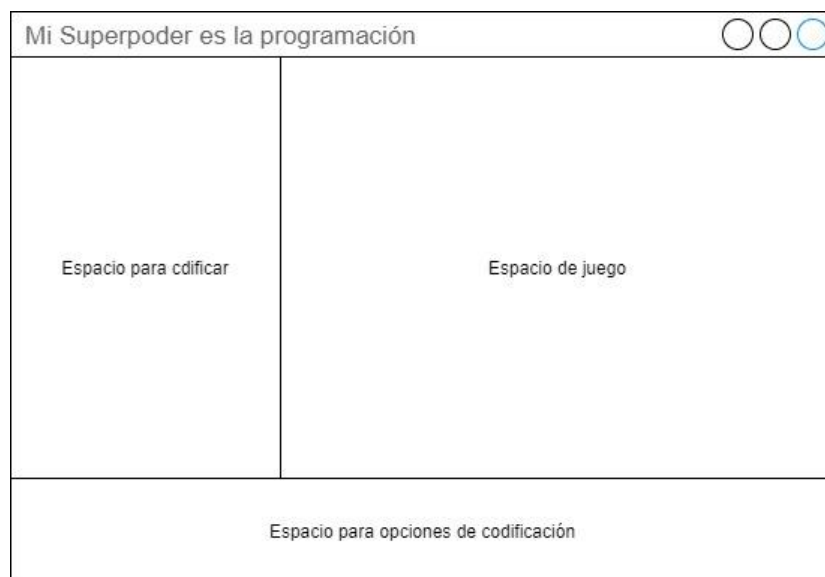 Mi Superpoder es la programación
Espacio para cdificar
Espacio de juego
Espacio para opciones de codificación